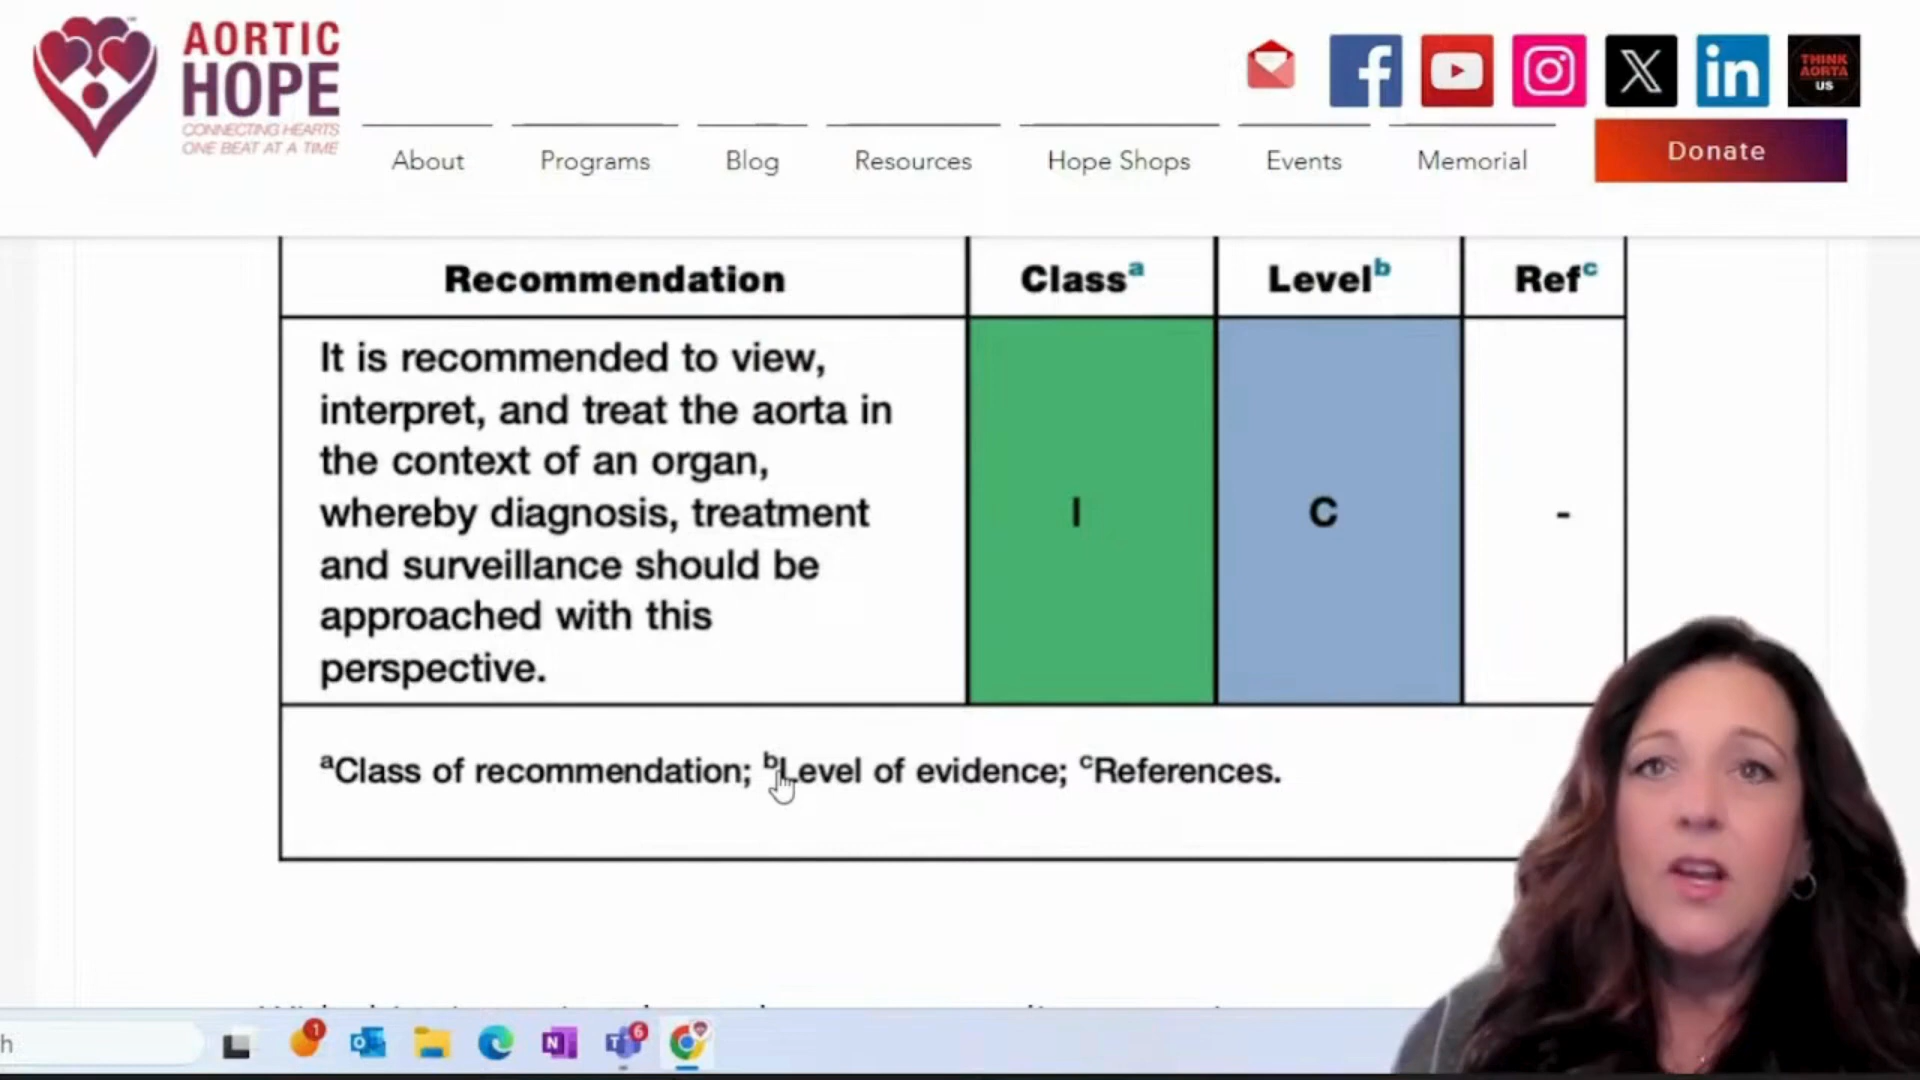 AORTIC
HOPE
CONNECTING HEARTS
ONE BEAT AT A TIME
THINK
AORTA
US
About
Programs
Blog
Resources
Hope Shops
Events
Memorial
Donate
Recommendation
Classᵃ
Levelᵇ
Refᶜ
It is recommended to view,
interpret, and treat the aorta in
the context of an organ,
whereby diagnosis, treatment
and surveillance should be
approached with this
perspective.
I
C
-
ᵃClass of recommendation; ᵇLevel of evidence; ᶜReferences.
h
1
6